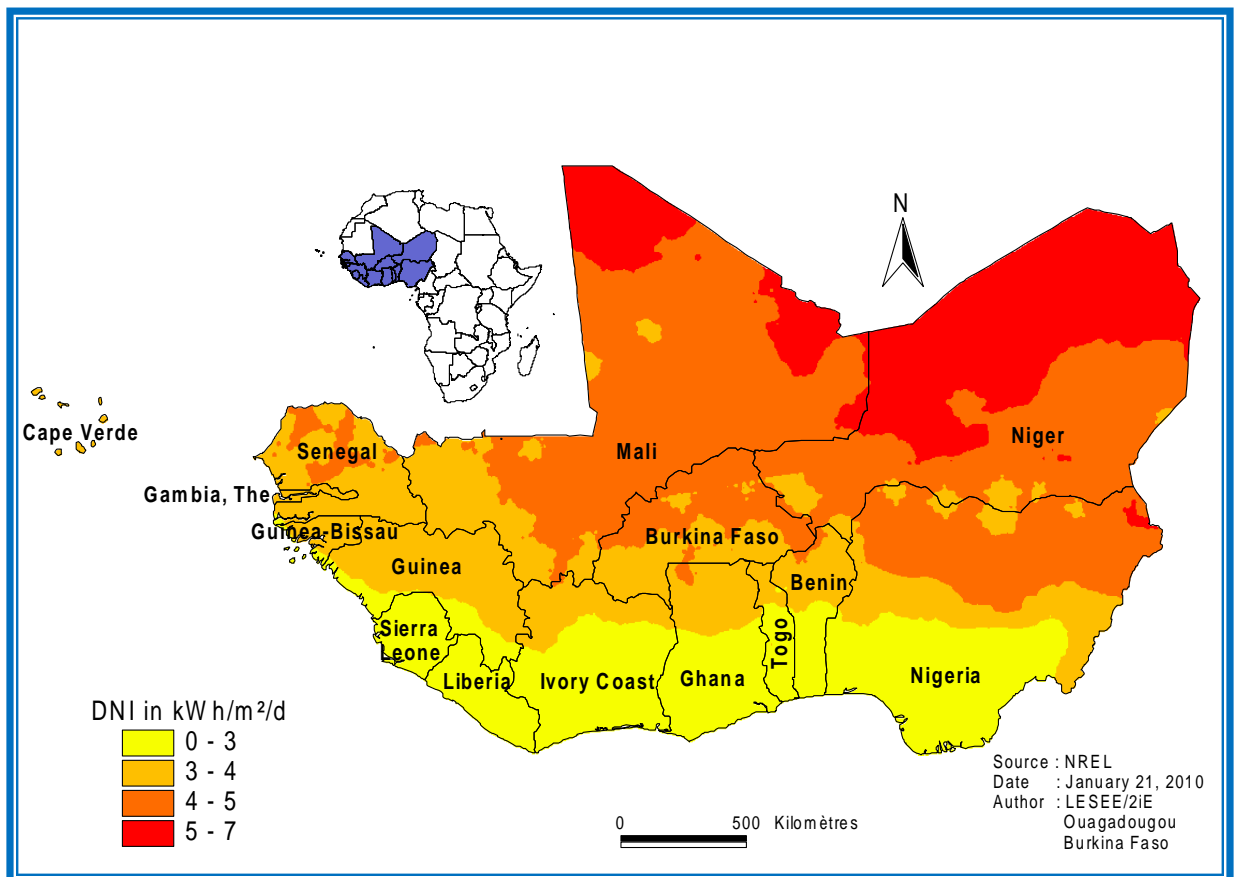 N
Cape Verde
Senegal
Mali
Niger
Gambia, The
Guinea-Bissau
Burkina Faso
Guinea
Benin
Sierra
Leone
Togo
Liberia
Ivory Coast
Ghana
Nigeria
DNI in kWh/m²/d
0 - 3
3 - 4
4 - 5
5 - 7
0 500 Kilomètres
Source : NREL
Date : January 21, 2010
Author : LESEE/2iE
Ouagadougou
Burkina Faso